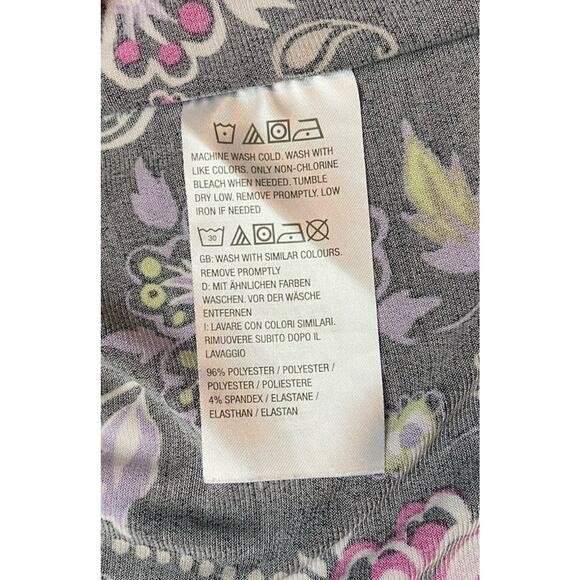 MACHINE WASH COLD. WASH WITH
LIKE COLORS. ONLY NON-CHLORINE
BLEACH WHEN NEEDED. TUMBLE
DRY LOW. REMOVE PROMPTLY. LOW
IRON IF NEEDED
30
GB: WASH WITH SIMILAR COLOURS.
REMOVE PROMPTLY
D: MIT ÄHNLICHEN FARBEN
WASCHEN. VOR DER WÄSCHE
ENTFERNEN
I: LAVARE CON COLORI SIMILARI.
RIMUOVERE SUBITO DOPO IL
LAVAGGIO
96% POLYESTER / POLYESTER /
POLYESTER / POLIESTERE
4% SPANDEX / ELASTANE /
ELASTHAN / ELASTAN